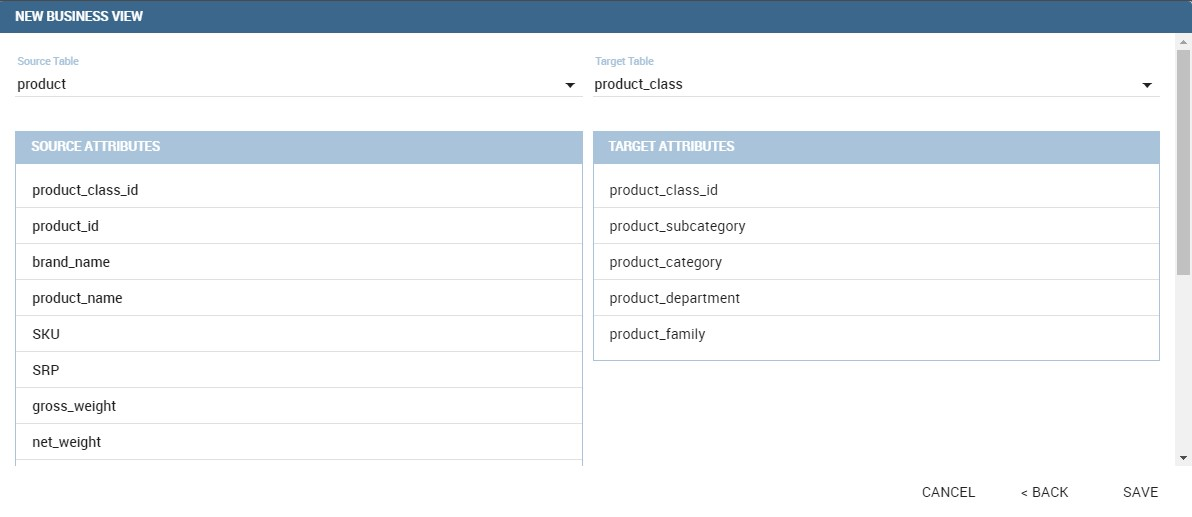 NEW BUSINESS VIEW
Source Table
product
Target Table
product_class
SOURCE ATTRIBUTES
product_class_id
product_id
brand_name
product_name
SKU
SRP
gross_weight
net_weight
TARGET ATTRIBUTES
product_class_id
product_subcategory
product_category
product_department
product_family
CANCEL < BACK SAVE